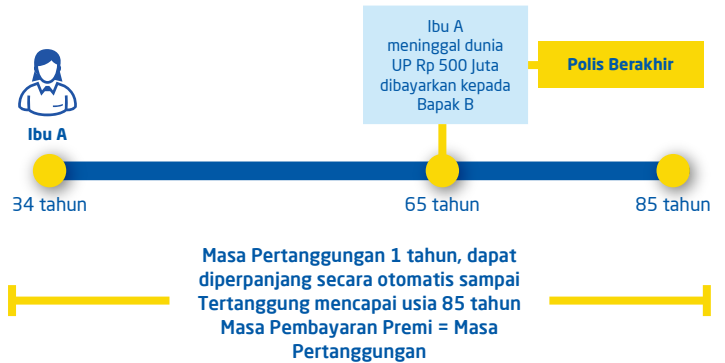 Ibu A
meninggal dunia
UP Rp 500 Juta
dibayarkan kepada
Bapak B
Polis Berakhir
Ibu A
34 tahun
65 tahun
85 tahun
Masa Pertanggungan 1 tahun, dapat
diperpanjang secara otomatis sampai
Tertanggung mencapai usia 85 tahun
Masa Pembayaran Premi = Masa
Pertanggungan